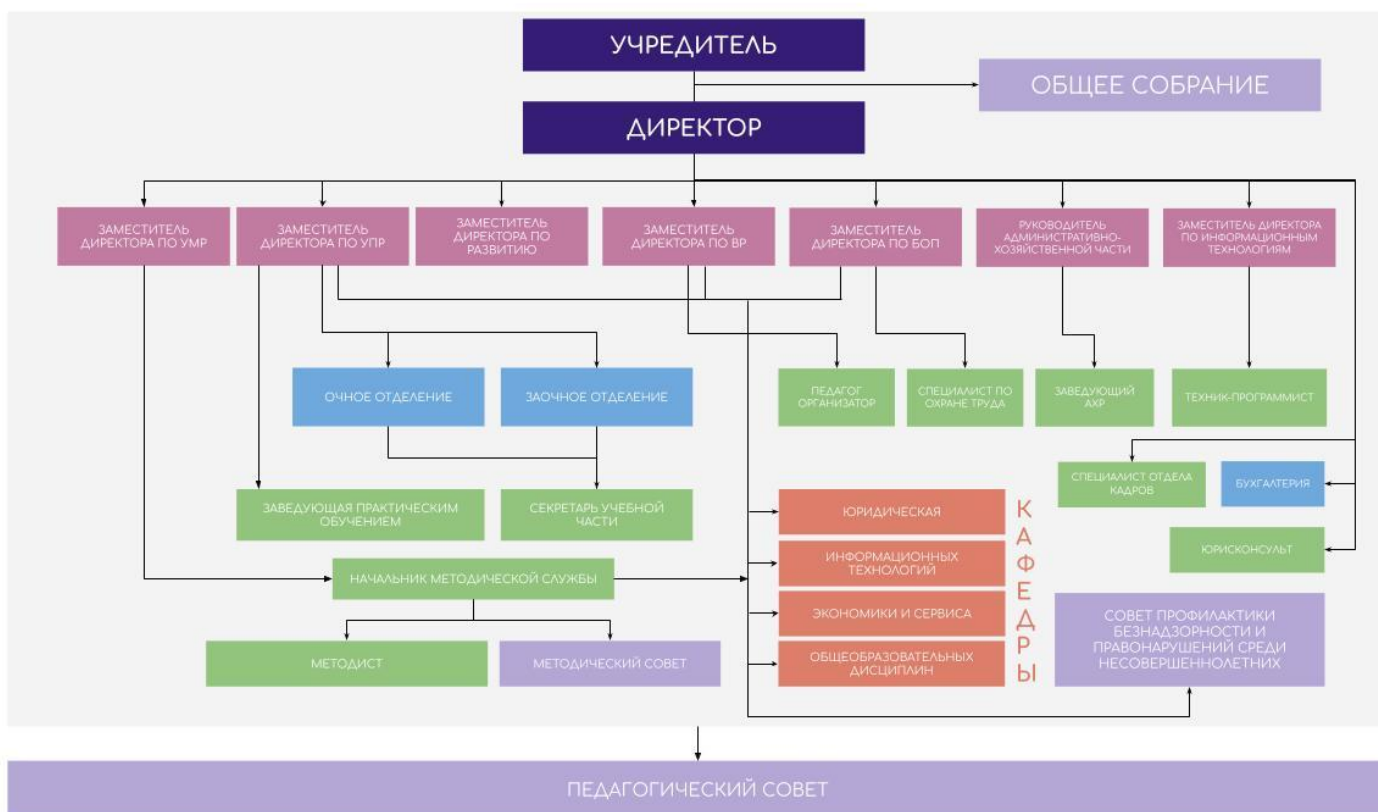 УЧРЕДИТЕЛЬ
ОБЩЕЕ СОБРАНИЕ
ДИРЕКТОР
ЗАМЕСТИТЕЛЬ
ДИРЕКТОРА ПО УМР
ЗАМЕСТИТЕЛЬ
ДИРЕКТОРА ПО УПР
ЗАМЕСТИТЕЛЬ
ДИРЕКТОРА ПО
РАЗВИТИЮ
ЗАМЕСТИТЕЛЬ
ДИРЕКТОРА ПО ВР
ЗАМЕСТИТЕЛЬ
ДИРЕКТОРА ПО БОП
РУКОВОДИТЕЛЬ
АДМИНИСТРАТИВНО-
ХОЗЯЙСТВЕННОЙ ЧАСТИ
ЗАМЕСТИТЕЛЬ ДИРЕКТОРА
ПО ИНФОРМАЦИОННЫМ
ТЕХНОЛОГИЯМ
ОЧНОЕ ОТДЕЛЕНИЕ
ЗАОЧНОЕ ОТДЕЛЕНИЕ
ПЕДАГОГ
ОРГАНИЗАТОР
СПЕЦИАЛИСТ ПО
ОХРАНЕ ТРУДА
ЗАВЕДУЮЩИЙ
АХР
ТЕХНИК-ПРОГРАММИСТ
СПЕЦИАЛИСТ ОТДЕЛА
КАДРОВ
БУХГАЛТЕРИЯ
ЗАВЕДУЮЩАЯ ПРАКТИЧЕСКИМ
ОБУЧЕНИЕМ
СЕКРЕТАРЬ УЧЕБНОЙ
ЧАСТИ
ЮРИДИЧЕСКАЯ
ИНФОРМАЦИОННЫХ
ТЕХНОЛОГИЙ
ЭКОНОМИКИ И СЕРВИСА
ОБЩЕОБРАЗОВАТЕЛЬНЫХ
ДИСЦИПЛИН
КАФЕДРЫ
ЮРИСКОНСУЛЬТ
НАЧАЛЬНИК МЕТОДИЧЕСКОЙ СЛУЖБЫ
МЕТОДИСТ
МЕТОДИЧЕСКИЙ СОВЕТ
СОВЕТ ПРОФИЛАКТИКИ
БЕЗНАДЗОРНОСТИ И
ПРАВОНАРУШЕНИЙ СРЕДИ
НЕСОВЕРШЕННОЛЕТНИХ
ПЕДАГОГИЧЕСКИЙ СОВЕТ